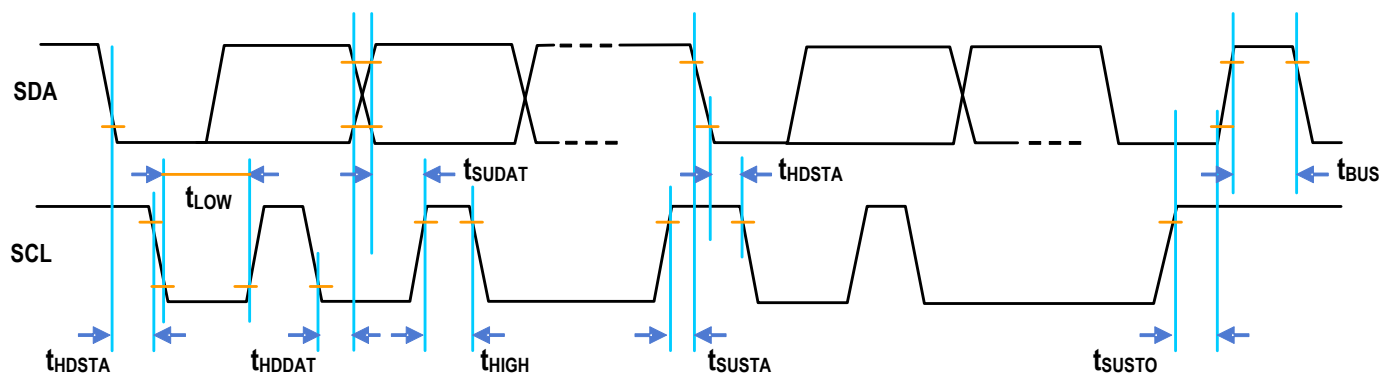 SDA
tSUDAT
tHDSTA
tBUS
tLOW
SCL
tHDSTA
tHDDAT
tHIGH
tSUSTA
tSUSTO